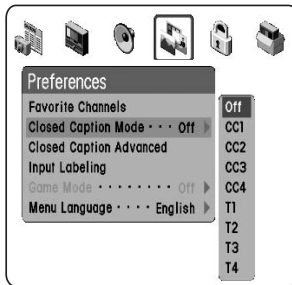 Preferences
Favorite Channels
Closed Caption Mode · · · Off
Closed Caption Advanced
Input Labeling
Game Mode · · · · · · · · Off
Menu Language · · · · English
Off
CC1
CC2
CC3
CC4
T1
T2
T3
T4